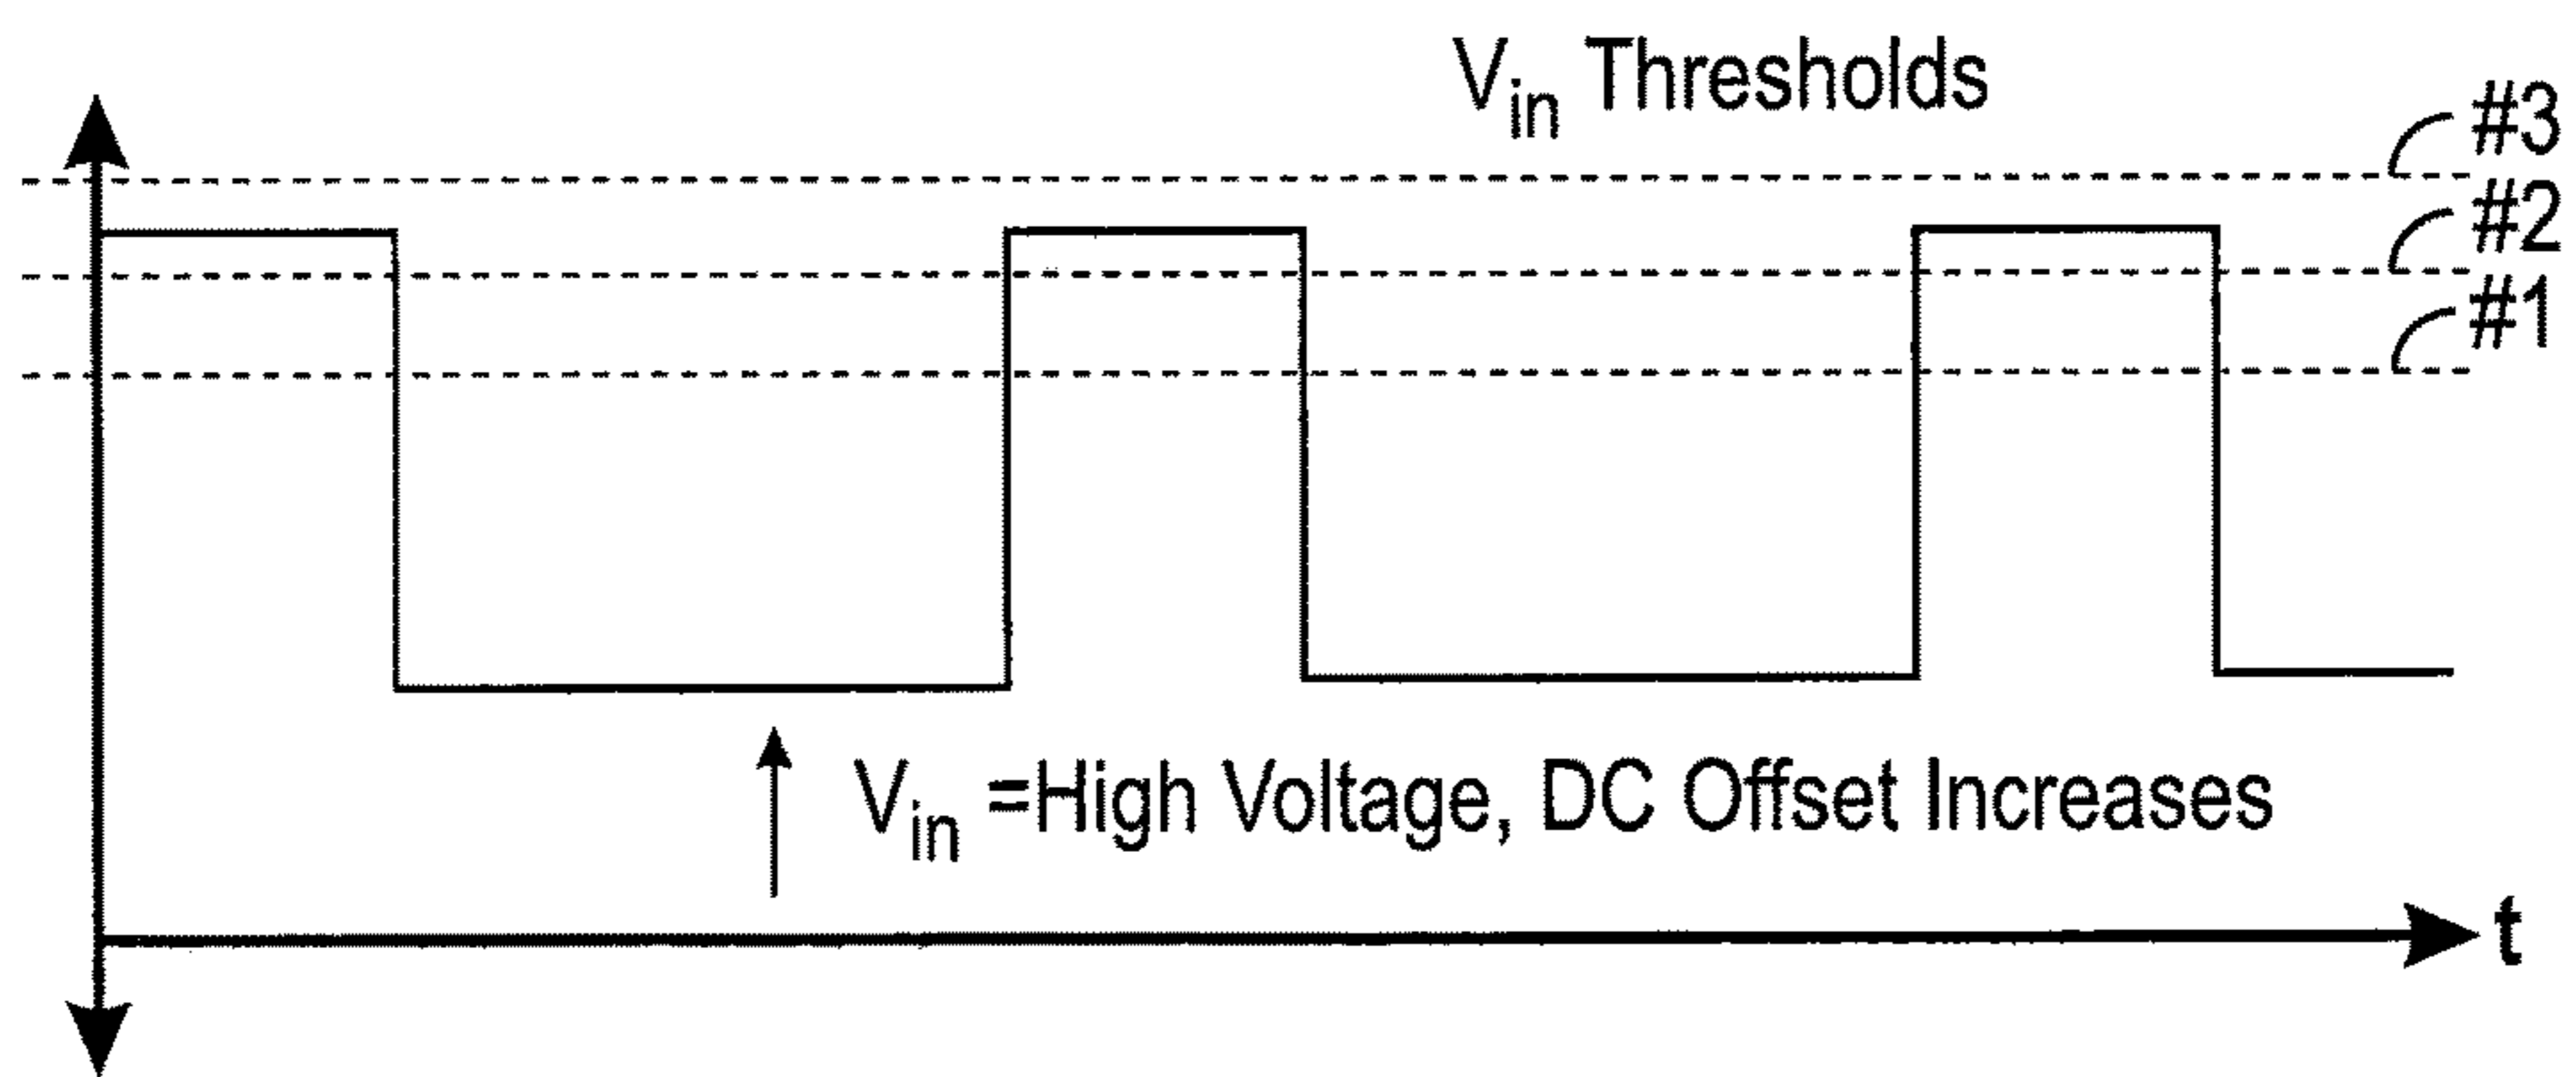 Vin Thresholds
#3
#2
#1
Vin =High Voltage, DC Offset Increases
t